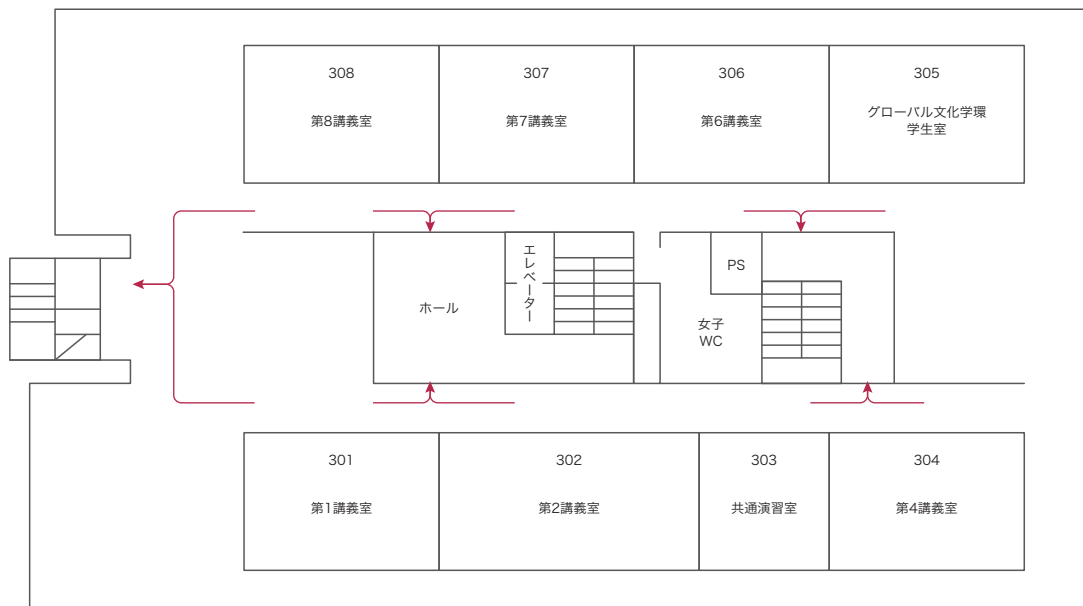 308
第8講義室
307
第7講義室
306
第6講義室
305
グローバル文化学環
学生室
ホール
エレベーター
PS
女子
WC
301
第1講義室
302
第2講義室
303
共通演習室
304
第4講義室